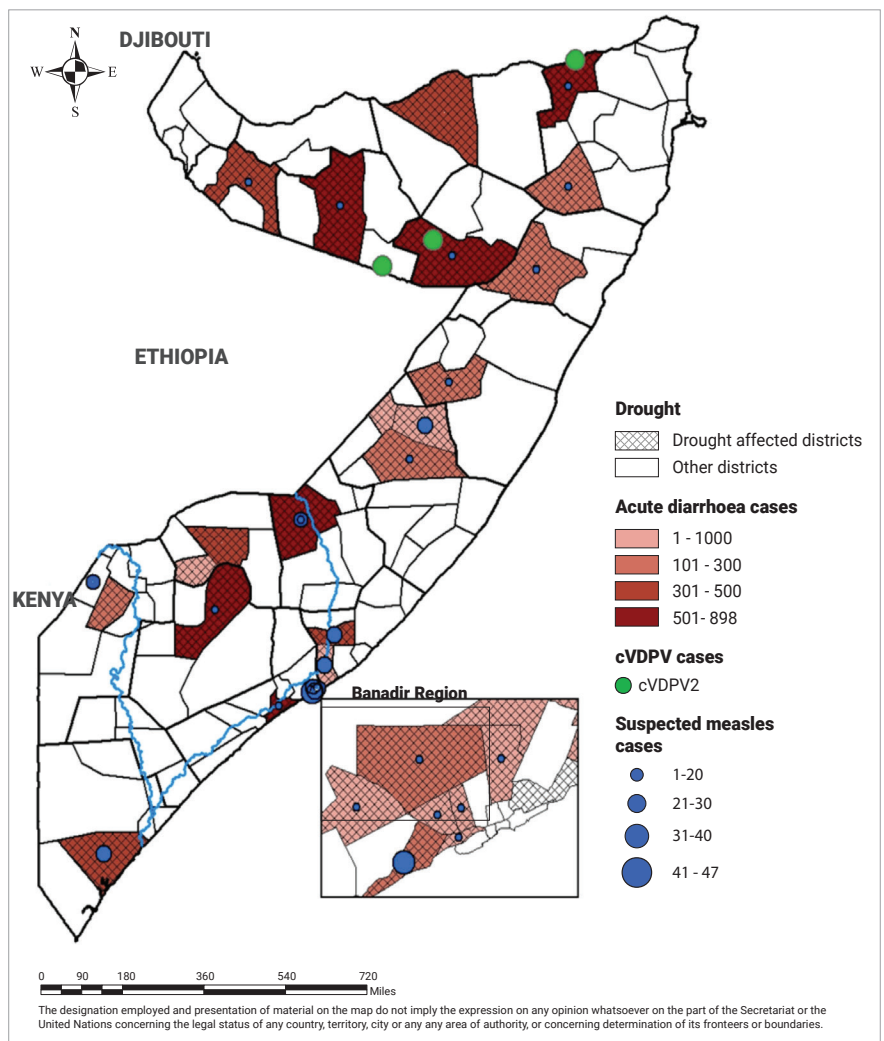 DJIBOUTI
N
W E
S
ETHIOPIA
KENYA
Drought
Drought affected districts
Other districts
Acute diarrhoea cases
1 - 1000
101 - 300
301 - 500
501- 898
cVDPV cases
cVDPV2
Suspected measles
cases
1-20
21-30
31-40
41 - 47
Banadir Region
0 90 180 360 540 720
Miles
The designation employed and presentation of material on the map do not imply the expression on any opinion whatsoever on the part of the Secretariat or the
United Nations concerning the legal status of any country, territory, city or any any area of authority, or concerning determination of its fronteers or boundaries.